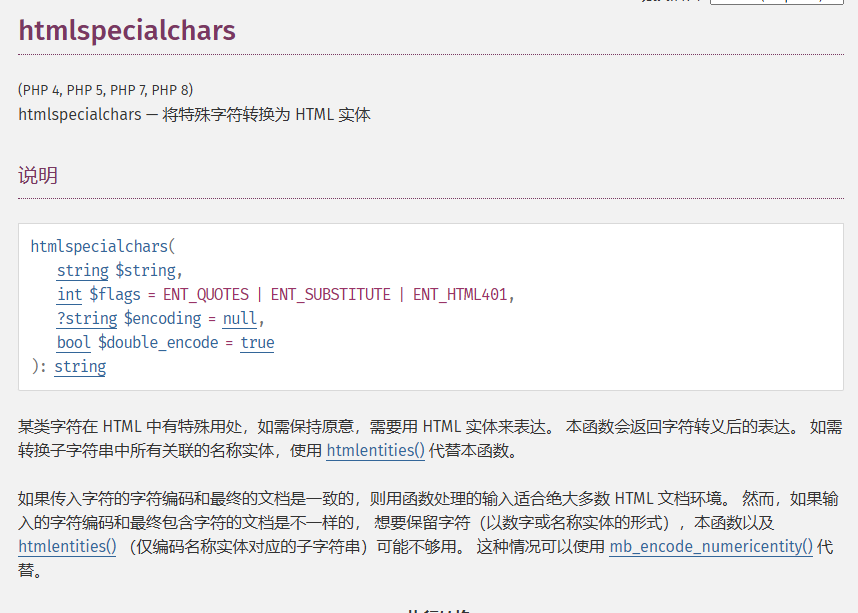 htmlspecialchars
(PHP 4, PHP 5, PHP 7, PHP 8)
htmlspecialchars — 将特殊字符转换为 HTML 实体
说明
htmlspecialchars(
string $string,
int $flags = ENT_QUOTES | ENT_SUBSTITUTE | ENT_HTML401,
?string $encoding = null,
bool $double_encode = true
): string
某类字符在 HTML 中有特殊用处，如需保持原意，需要用 HTML 实体来表达。 本函数会返回字符转义后的表达。 如需
转换子字符串中所有关联的名称实体，使用 htmlentities() 代替本函数。
如果传入字符的字符编码和最终的文档是一致的，则用函数处理的输入适合绝大多数 HTML 文档环境。 然而，如果输
入的字符编码和最终包含字符的文档是不一样的， 想要保留字符（以数字或名称实体的形式），本函数以及
htmlentities() （仅编码名称实体对应的子字符串）可能不够用。 这种情况可以使用 mb_encode_numericentity() 代
替。